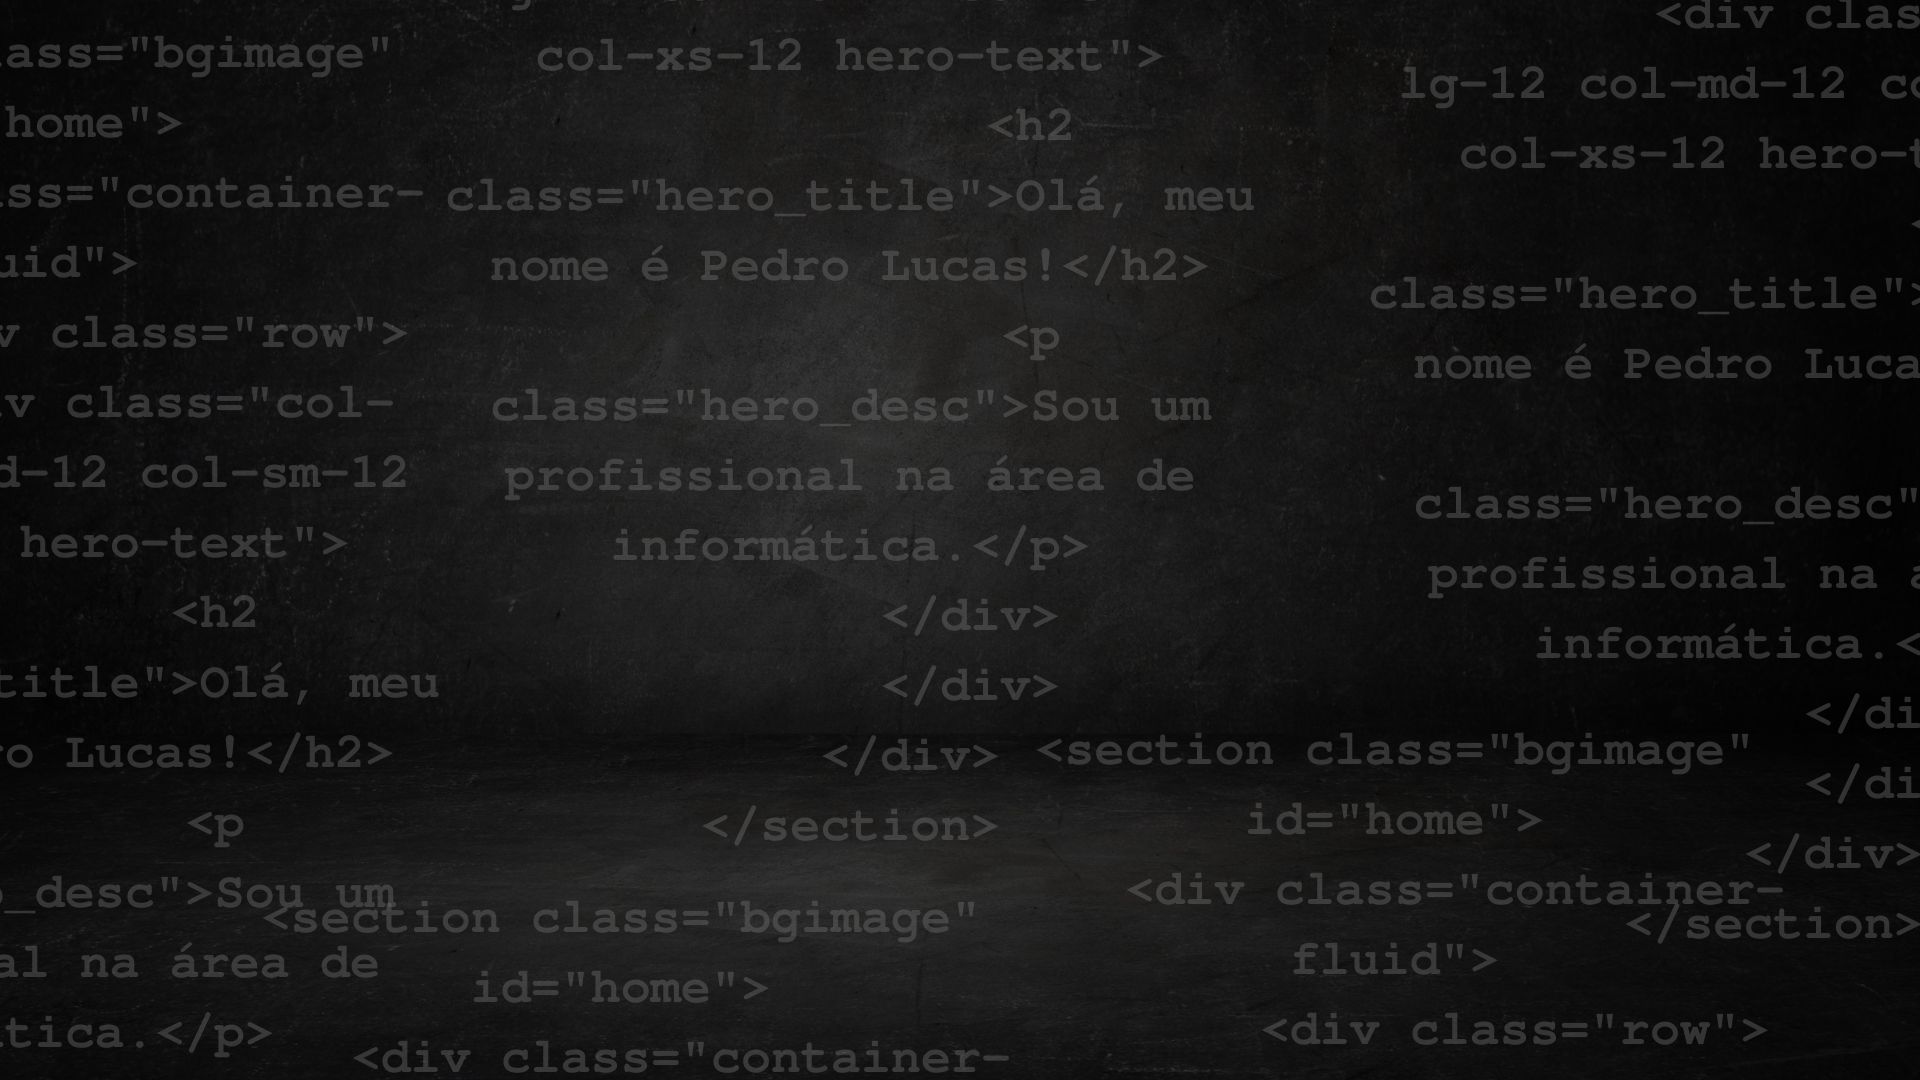 ass="bgimage"
home">
ss="container-
uid">
v class="row">
v class="col-
d-12 col-sm-12
hero-text">
<h2
title">Olá, meu
o Lucas!</h2>
<p
_desc">Sou um
al na área de
tica.</p>
col-xs-12 hero-text">
<h2
class="hero_title">Olá, meu
nome é Pedro Lucas!</h2>
<p
class="hero_desc">Sou um
profissional na área de
informática.</p>
</div>
</div>
</div>
</section>
<section class="bgimage"
id="home">
<div class="container-
<section class="bgimage"
id="home">
<div class="container-
fluid">
<div class="row">
<div clas
lg-12 col-md-12 co
col-xs-12 hero-t
<
class="hero_title">
nome é Pedro Luca
class="hero_desc"
profissional na a
informática.<
</di
</di
</div>
</section>